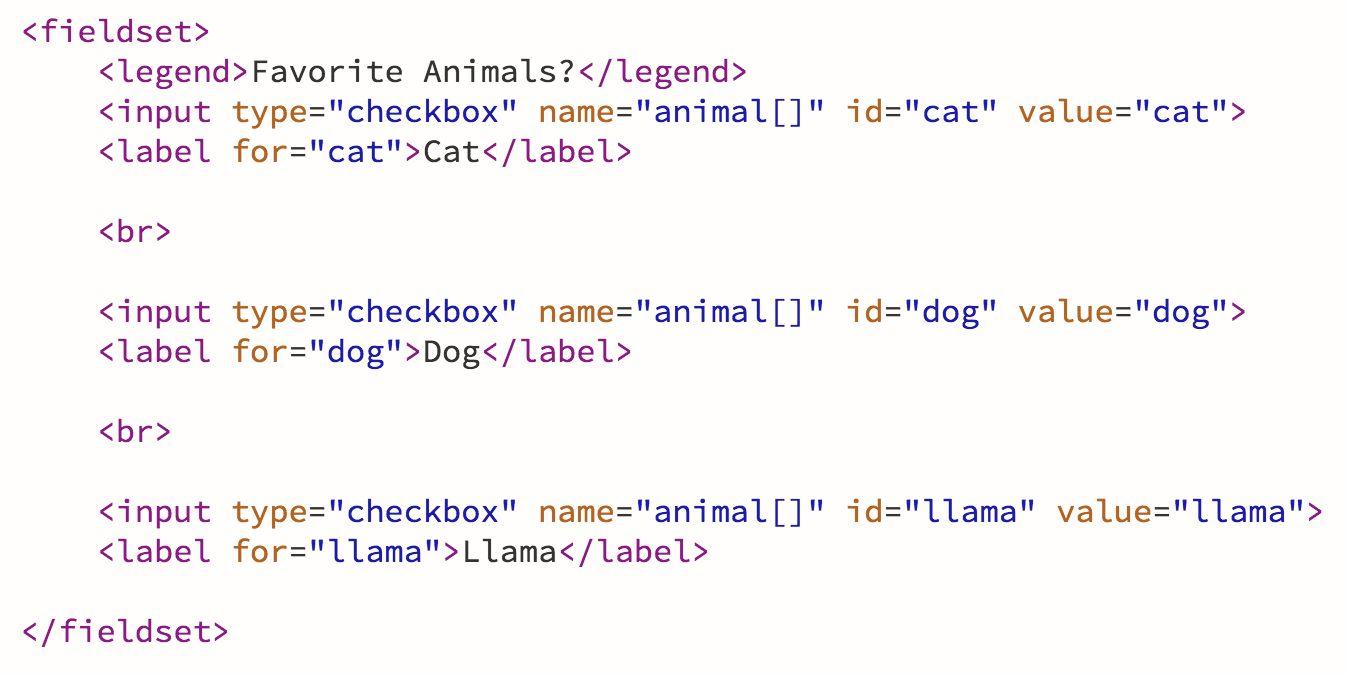 <fieldset>
    <legend>Favorite Animals?</legend>
    <input type="checkbox" name="animal[]" id="cat" value="cat">
    <label for="cat">Cat</label>
    <br>
    <input type="checkbox" name="animal[]" id="dog" value="dog">
    <label for="dog">Dog</label>
    <br>
    <input type="checkbox" name="animal[]" id="llama" value="llama">
    <label for="llama">Llama</label>
</fieldset>